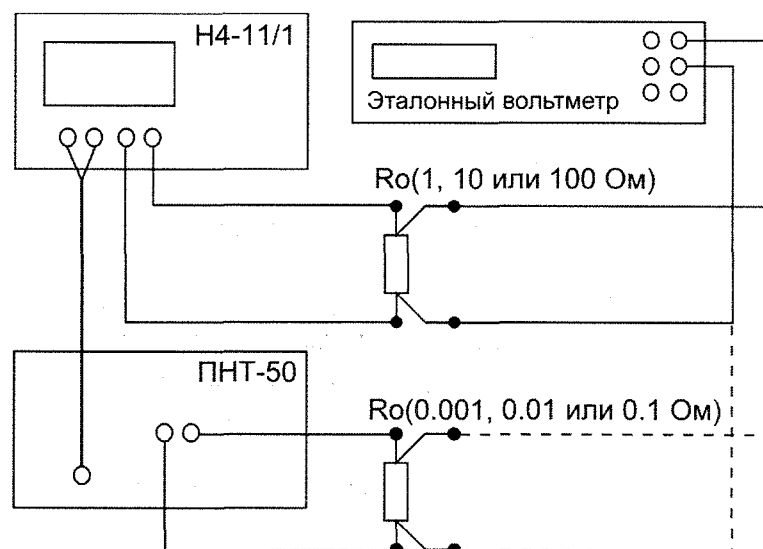 Н4-11/1
Эталонный вольтметр
Ro(1, 10 или 100 Ом)
ПНТ-50
Ro(0.001, 0.01 или 0.1 Ом)